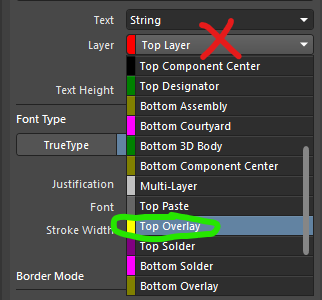 Text String
Layer Top Layer
Top Component Center
Text Height Top Designator
Bottom Assembly
Font Type Bottom Courtyard
TrueType Bottom 3D Body
Bottom Component Center
Justification Multi-Layer
Font Top Paste
Stroke Width Top Overlay
Top Solder
Border Mode Bottom Solder
Bottom Overlay